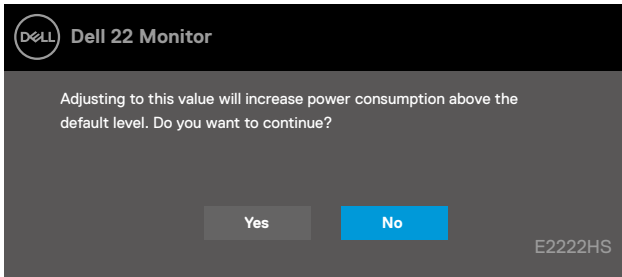 DELL Dell 22 Monitor
Adjusting to this value will increase power consumption above the
default level. Do you want to continue?
Yes No
E2222HS